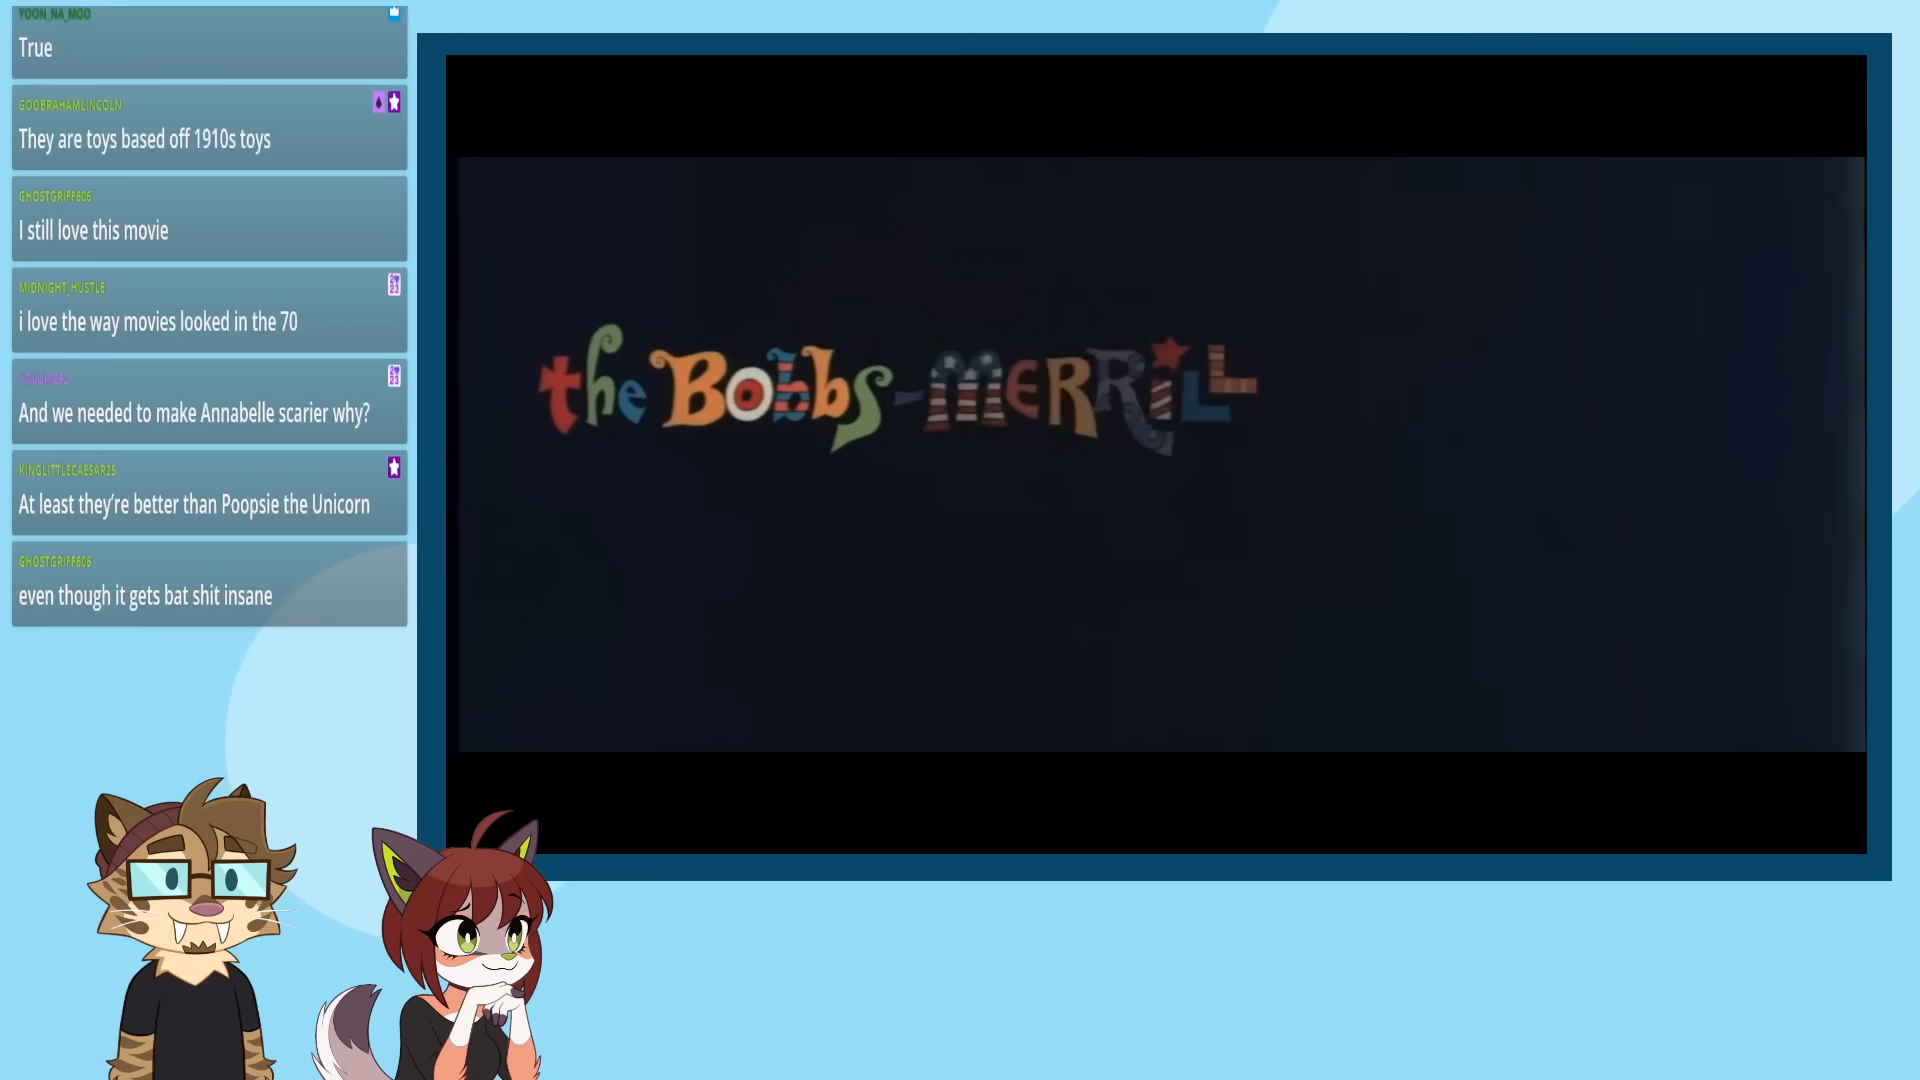 YOON_NA_MOO
True
GOOBRAHAMLINCOLN
They are toys based off 1910s toys
GHOSTGRIFF606
I still love this movie
MIDNIGHT_HUSTLE
i love the way movies looked in the 70
And we needed to make Annabelle scarier why?
KINGLITTLECAESAR25
At least they're better than Poopsie the Unicorn
GHOSTGRIFF606
even though it gets bat shit insane
the Bobbs-MERRILL